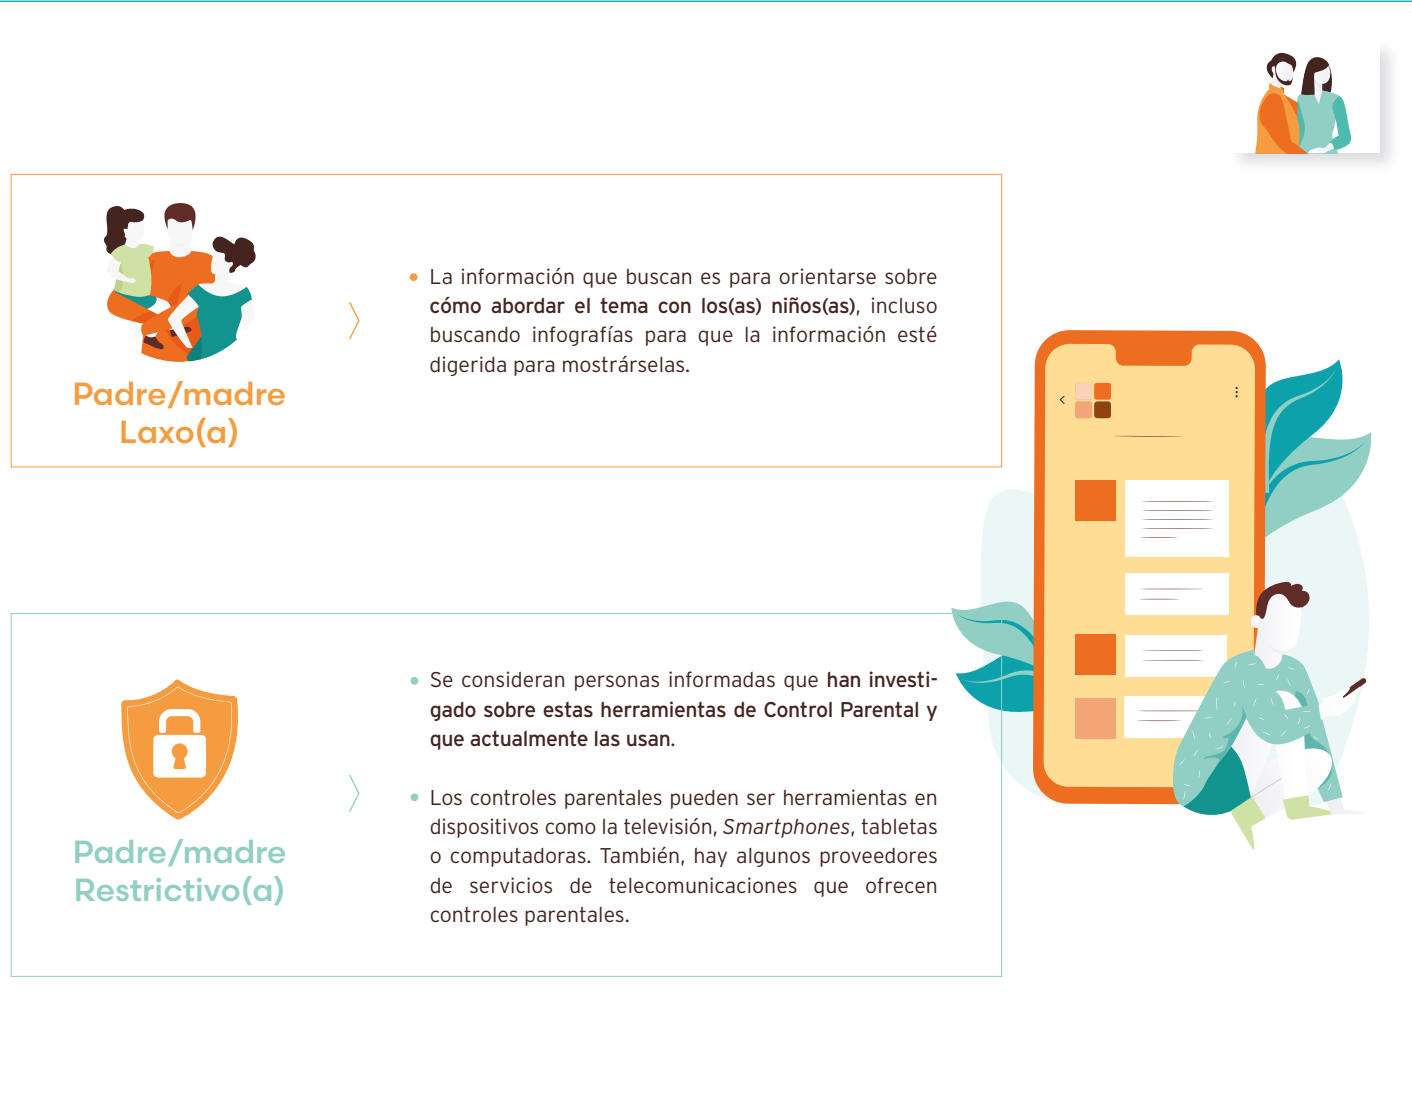 Padre/madre
Laxo(a)
• La información que buscan es para orientarse sobre
cómo abordar el tema con los(as) niños(as), incluso
buscando infografías para que la información esté
digerida para mostrárselas.
Padre/madre
Restrictivo(a)
• Se consideran personas informadas que han investi-
gado sobre estas herramientas de Control Parental y
que actualmente las usan.
• Los controles parentales pueden ser herramientas en
dispositivos como la televisión, Smartphones, tabletas
o computadoras. También, hay algunos proveedores
de servicios de telecomunicaciones que ofrecen
controles parentales.